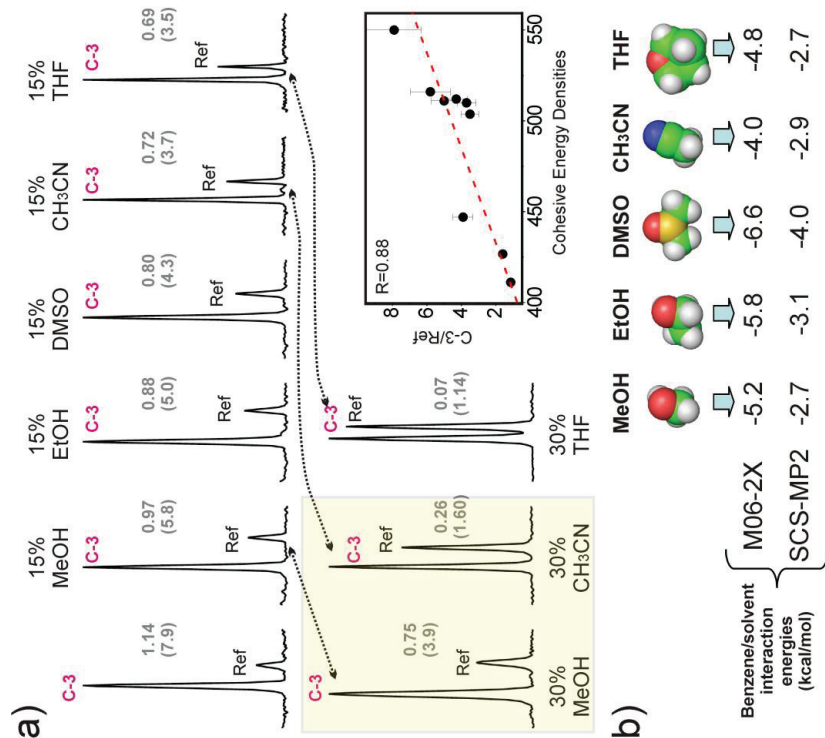 a)
15%
MeOH
15%
EtOH
15%
DMSO
15%
CH3CN
15%
THF
C-3
1.14
(7.9)
Ref
C-3
0.97
(5.8)
Ref
C-3
0.88
(5.0)
Ref
C-3
0.80
(4.3)
Ref
C-3
0.72
(3.7)
Ref
C-3
0.69
(3.5)
Ref
C-3
0.75
(3.9)
Ref
30%
MeOH
C-3
Ref
0.26
(1.60)
30%
CH3CN
C-3
Ref
0.07
(1.14)
30%
THF
R=0.88
C-3/Ref
8
6
4
2
400
450
500
550
Cohesive Energy Densities
b)
MeOH
EtOH
DMSO
CH3CN
THF
Benzene/solvent
interaction
energies
(kcal/mol)
M06-2X
-5.2
-5.8
-6.6
-4.0
-4.8
SCS-MP2
-2.7
-3.1
-4.0
-2.9
-2.7